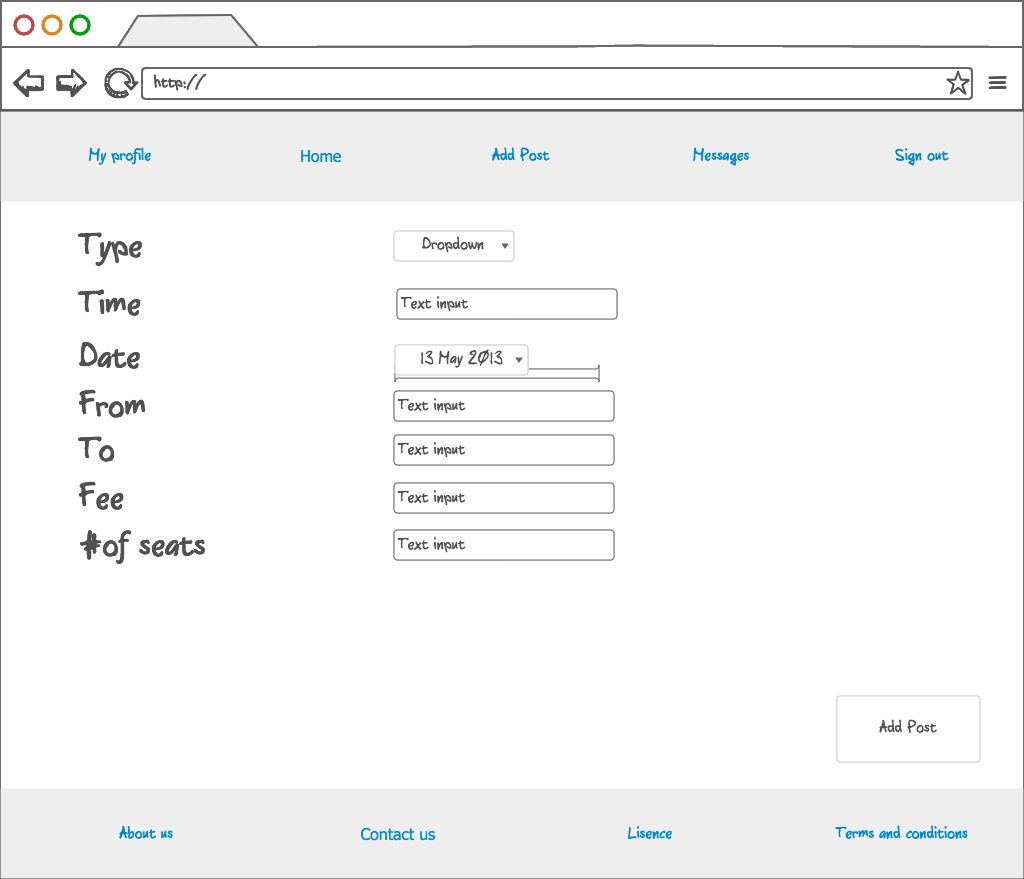 http://
My profile Home Add Post Messages Sign out
Type Dropdown
Time Text input
Date 13 May 2013
From Text input
To Text input
Fee Text input
#of seats Text input
Add Post
About us Contact us Lisence Terms and conditions